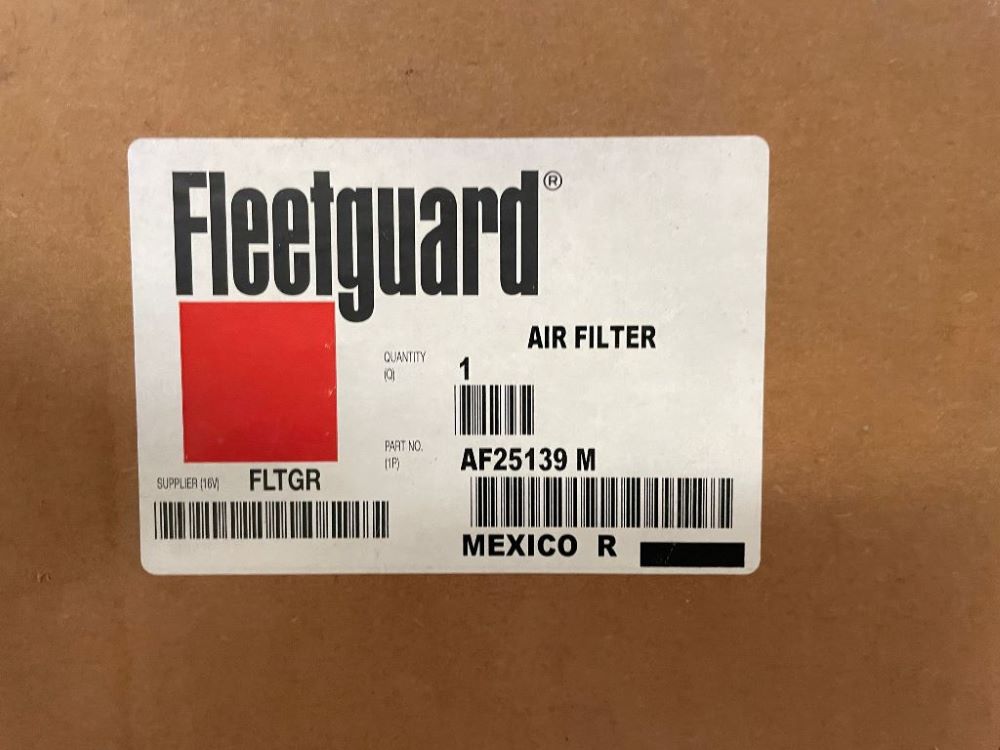 Fleetguard®
AIR FILTER
QUANTITY
(Q)
1
PART NO.
(1P)
AF25139 M
SUPPLIER (16V) FLTGR
MEXICO R